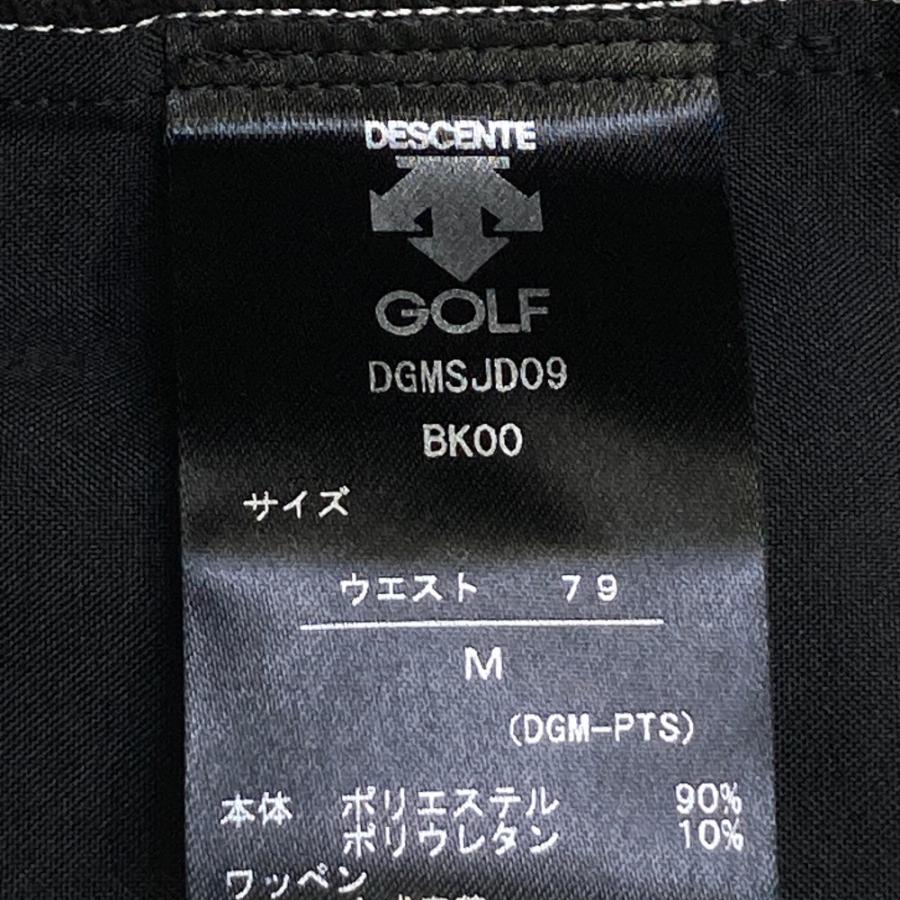 DESCENTE
GOLF
DGMSJD09
BK00
サイズ
ウエスト 79
M
(DGM-PTS)
本体 ポリエステル 90%
ポリウレタン 10%
ワッペン